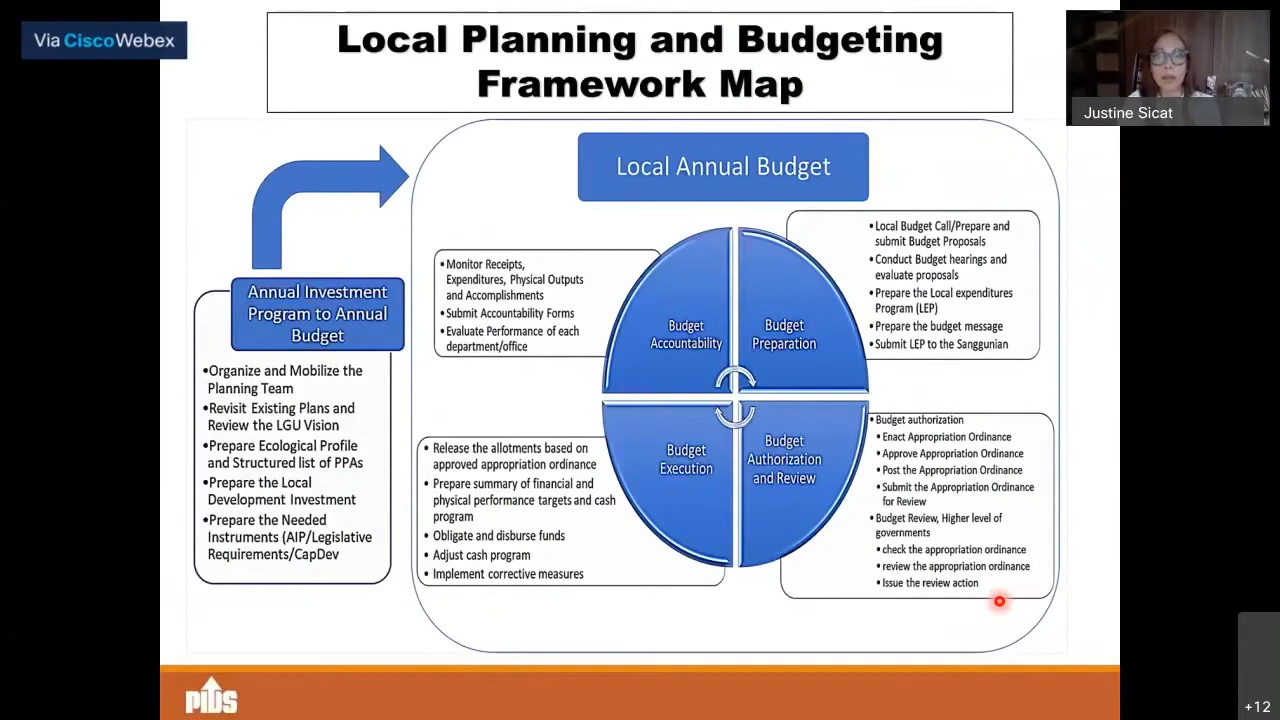 Via CiscoWebex
Local Planning and Budgeting
Framework Map
Justine Sicat
Local Annual Budget
Annual Investment
Program to Annual
Budget
•Organize and Mobilize the
Planning Team
•Revisit Existing Plans and
Review the LGU Vision
•Prepare Ecological Profile
and Structured list of PPAs
•Prepare the Local
Development Investment
•Prepare the Needed
Instruments (AIP/Legislative
Requirements/CapDev
•Monitor Receipts,
Expenditures, Physical Outputs
and Accomplishments
•Submit Accountability Forms
•Evaluate Performance of each
department/office
Budget
Accountability
Budget
Preparation
•Local Budget Call/Prepare and
submit Budget Proposals
•Conduct Budget hearings and
evaluate proposals
•Prepare the Local expenditures
Program (LEP)
•Prepare the budget message
•Submit LEP to the Sanggunian
• Release the allotments based on
approved appropriation ordinance
• Prepare summary of financial and
physical performance targets and cash
program
• Obligate and disburse funds
• Adjust cash program
• Implement corrective measures
Budget
Execution
Budget
Authorization
and Review
• Budget authorization
• Enact Appropriation Ordinance
• Approve Appropriation Ordinance
• Post the Appropriation Ordinance
• Submit the Appropriation Ordinance
for Review
• Budget Review, Higher level of
governments
• check the appropriation ordinance
• review the appropriation ordinance
• Issue the review action
PIDS
+12